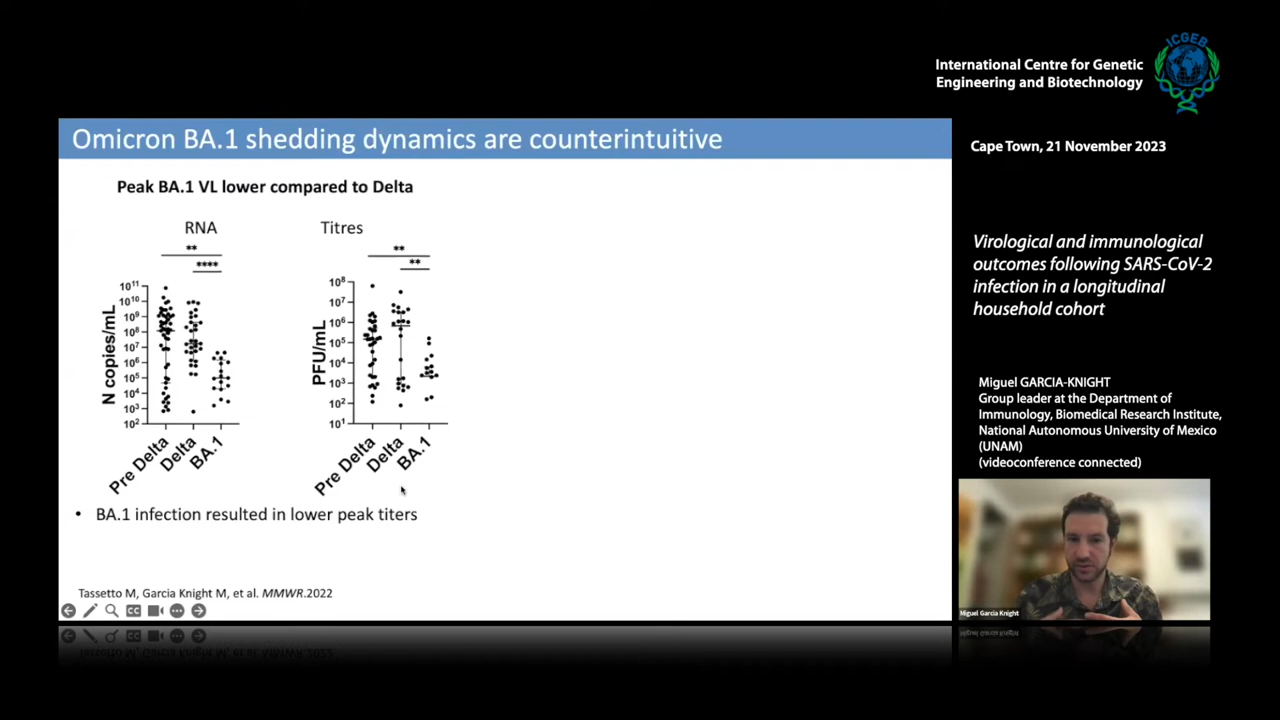 ICGEB
International Centre for Genetic
Engineering and Biotechnology
Omicron BA.1 shedding dynamics are counterintuitive
Peak BA.1 VL lower compared to Delta
RNA
**
****
N copies/mL
10^11
10^10
10^9
10^8
10^7
10^6
10^5
10^4
10^3
10^2
Pre Delta
Delta
BA.1
Titres
**
**
PFU/mL
10^8
10^7
10^6
10^5
10^4
10^3
10^2
10^1
Pre Delta
Delta
BA.1
• BA.1 infection resulted in lower peak titers
Tassetto M, Garcia Knight M, et al. MMWR.2022
CC
Cape Town, 21 November 2023
Virological and immunological
outcomes following SARS-CoV-2
infection in a longitudinal
household cohort
Miguel GARCIA-KNIGHT
Group leader at the Department of
Immunology, Biomedical Research Institute,
National Autonomous University of Mexico
(UNAM)
(videoconference connected)
Miguel Garcia Knight